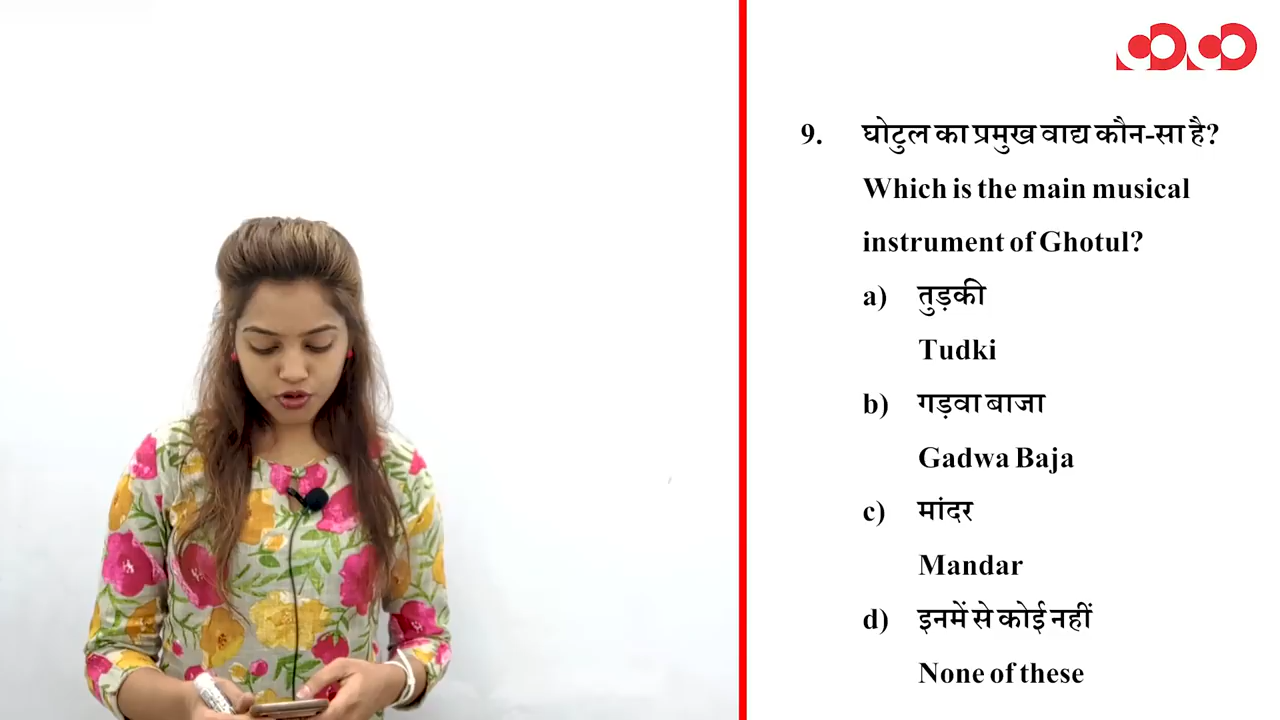 9. घोटुल का प्रमुख वाद्य कौन-सा है?
Which is the main musical
instrument of Ghotul?
a) तुड़की
Tudki
b) गड़वा बाजा
Gadwa Baja
c) मांदर
Mandar
d) इनमें से कोई नहीं
None of these